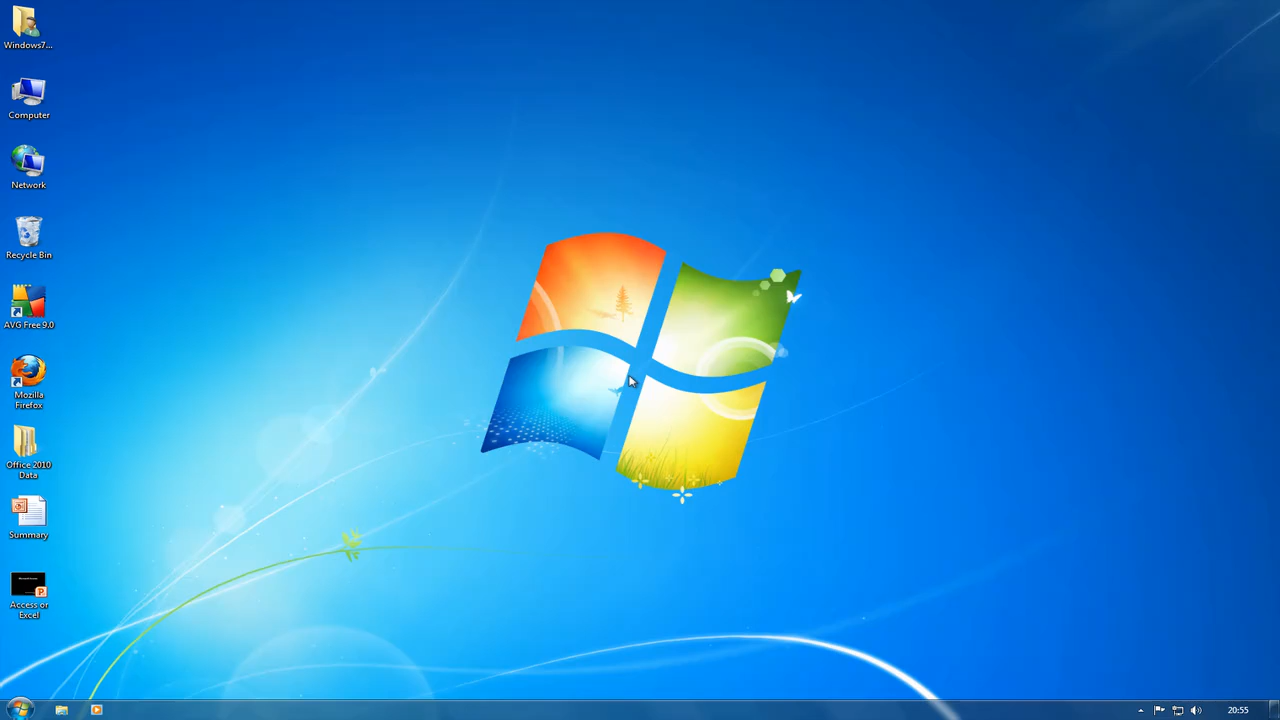 Windows7...
Computer
Network
Recycle Bin
AVG Free 9.0
Mozilla
Firefox
Office 2010
Data
Summary
Access or
Excel
20:55